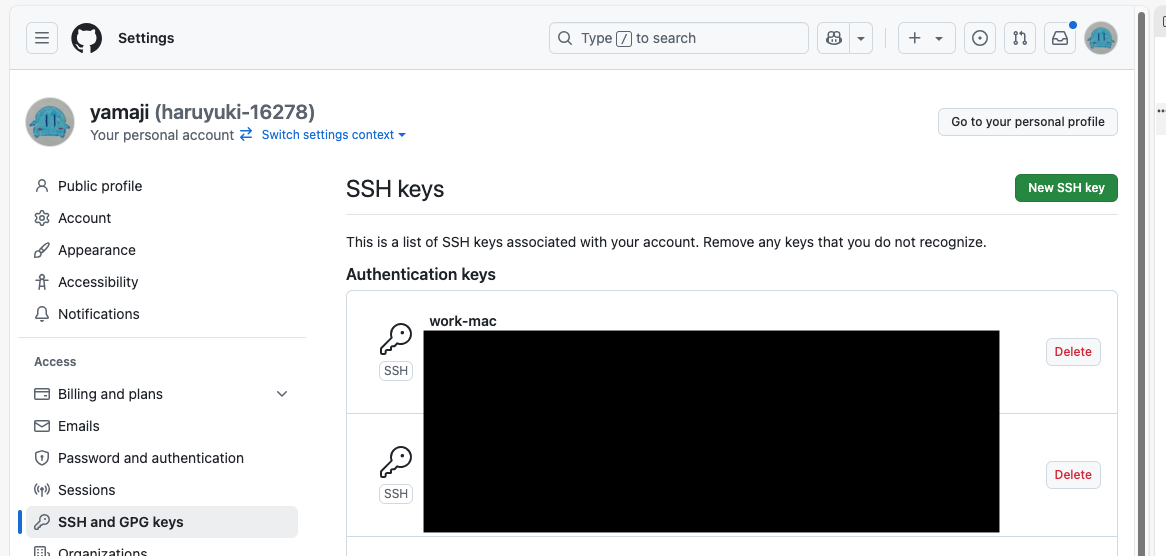 Settings
Type / to search
yamaji (haruyuki-16278)
Your personal account
Switch settings context
Go to your personal profile
Public profile
Account
Appearance
Accessibility
Notifications
Access
Billing and plans
Emails
Password and authentication
Sessions
SSH and GPG keys
Organizations
SSH keys
New SSH key
This is a list of SSH keys associated with your account. Remove any keys that you do not recognize.
Authentication keys
work-mac
SSH
Delete
SSH
Delete